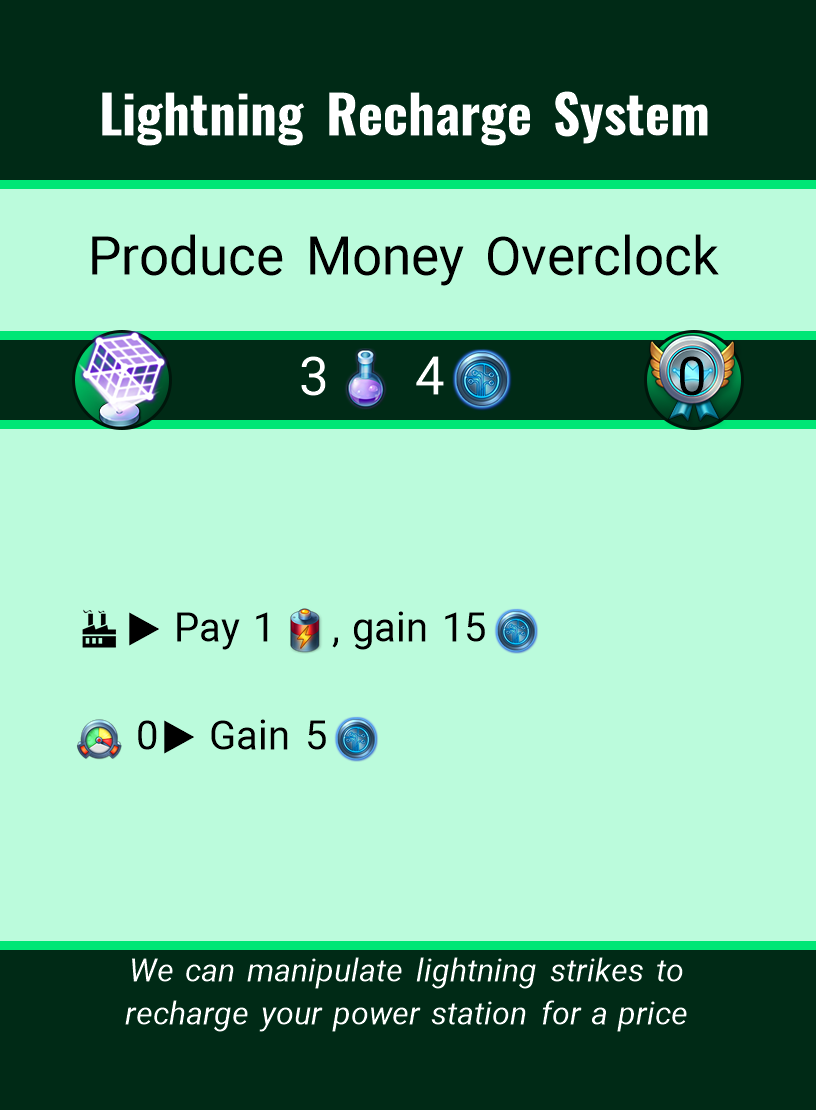 Lightning Recharge System
Produce Money Overclock
3 4 0
Pay 1 , gain 15
0 Gain 5
We can manipulate lightning strikes to
recharge your power station for a price